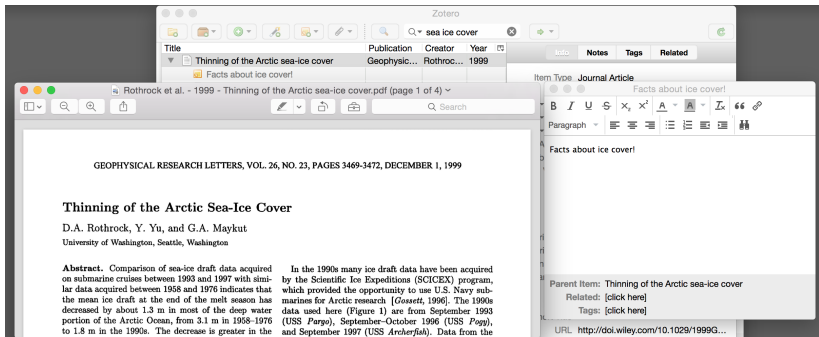 Zotero
sea ice cover
Title Publication Creator Year
Thinning of the Arctic sea-ice cover Geophysic... Rothroc... 1999
Facts about ice cover!
Info Notes Tags Related
Item Type Journal Article
Rothrock et al. - 1999 - Thinning of the Arctic sea-ice cover.pdf (page 1 of 4)
Search
GEOPHYSICAL RESEARCH LETTERS, VOL. 26, NO. 23, PAGES 3469-3472, DECEMBER 1, 1999
Thinning of the Arctic Sea-Ice Cover
D.A. Rothrock, Y. Yu, and G.A. Maykut
University of Washington, Seattle, Washington
Abstract. Comparison of sea-ice draft data acquired
on submarine cruises between 1993 and 1997 with simi-
lar data acquired between 1958 and 1976 indicates that
the mean ice draft at the end of the melt season has
decreased by about 1.3 m in most of the deep water
portion of the Arctic Ocean, from 3.1 m in 1958–1976
to 1.8 m in the 1990s. The decrease is greater in the
In the 1990s many ice draft data have been acquired
by the Scientific Ice Expeditions (SCICEX) program,
which provided the opportunity to use U.S. Navy sub-
marines for Arctic research [Gossett, 1996]. The 1990s
data used here (Figure 1) are from September 1993
(USS Pargo), September–October 1996 (USS Pogy),
and September 1997 (USS Archerfish). Data from the
Facts about ice cover!
B I U S X₂ X² A A Tx
Paragraph
Facts about ice cover!
Parent Item: Thinning of the Arctic sea-ice cover
Related: [click here]
Tags: [click here]
URL http://doi.wiley.com/10.1029/1999G...